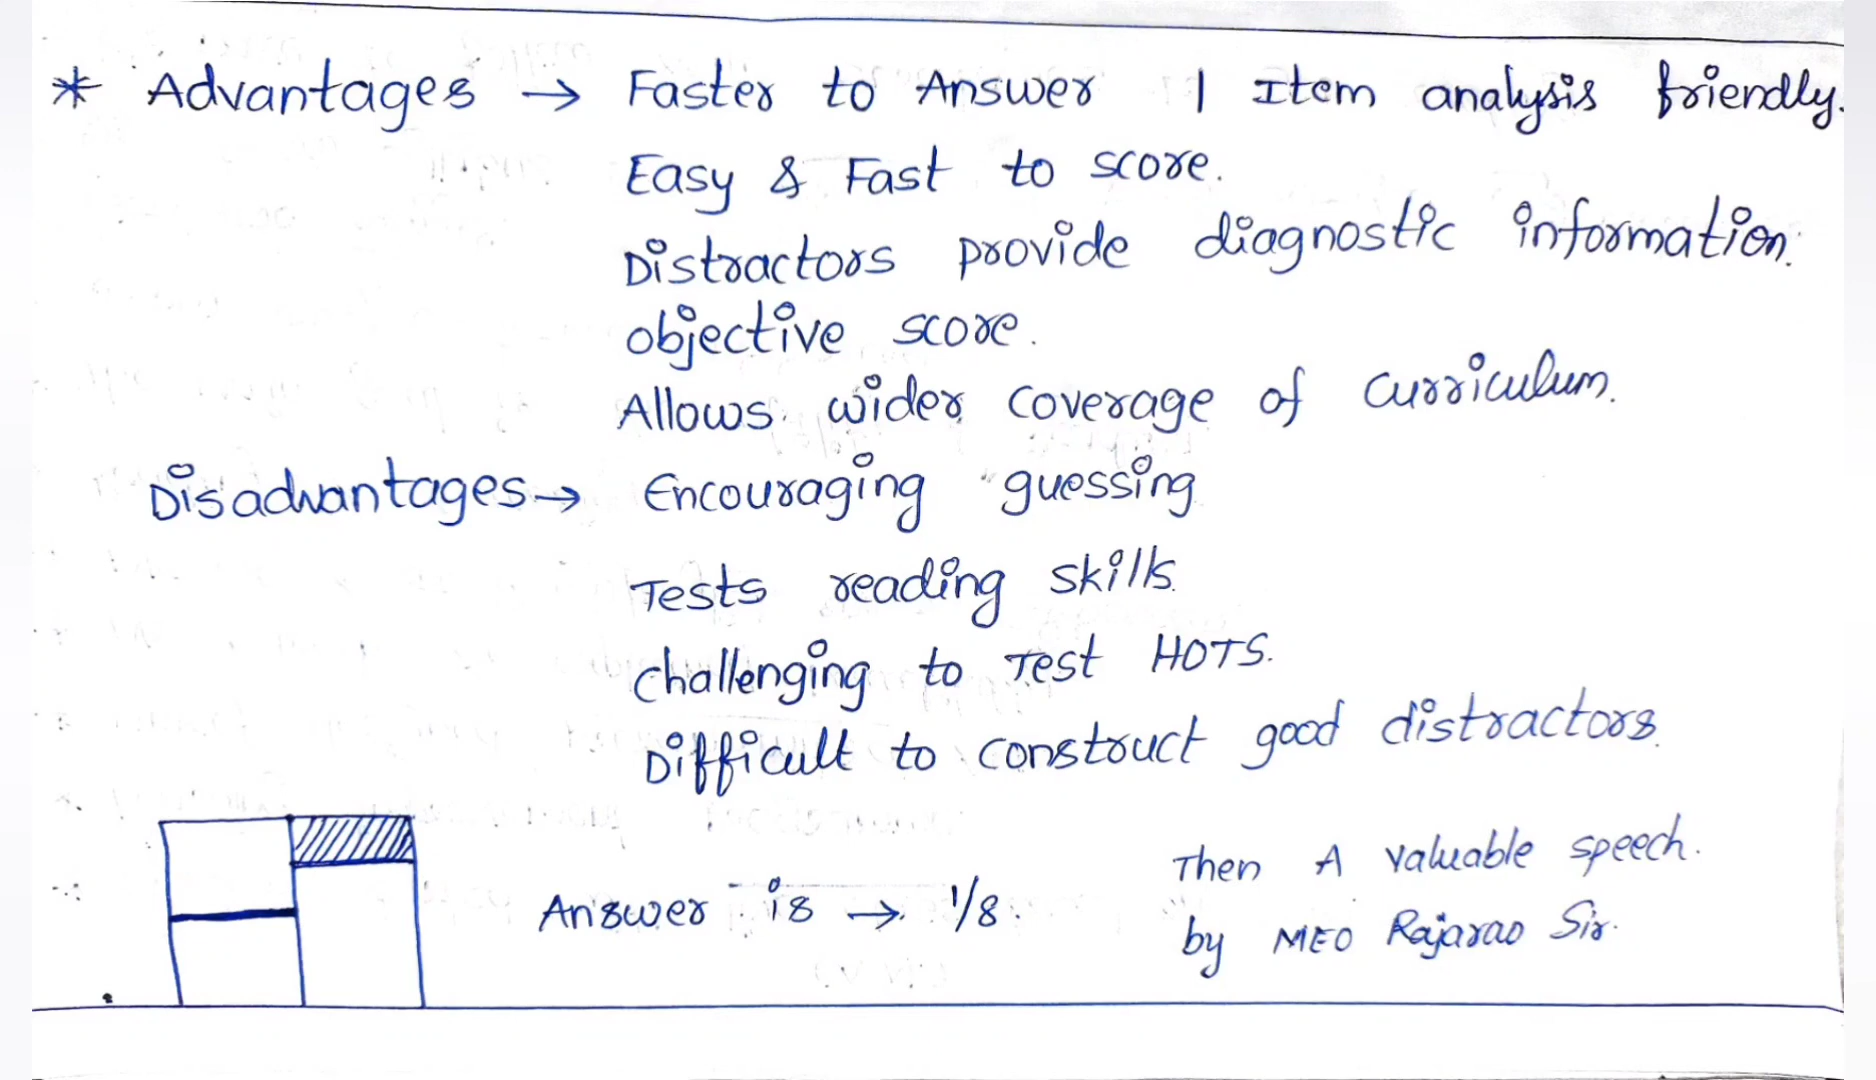 * Advantages → Faster to Answer | Item analysis friendly.
Easy & Fast to score.
Distractors provide diagnostic information.
objective score.
Allows wider coverage of curriculum.
Disadvantages → Encouraging guessing
Tests reading skills.
challenging to Test HOTS.
Difficult to construct good distractors.
Answer is → 1/8.
Then A valuable speech.
by MEO Rajarao Sir.